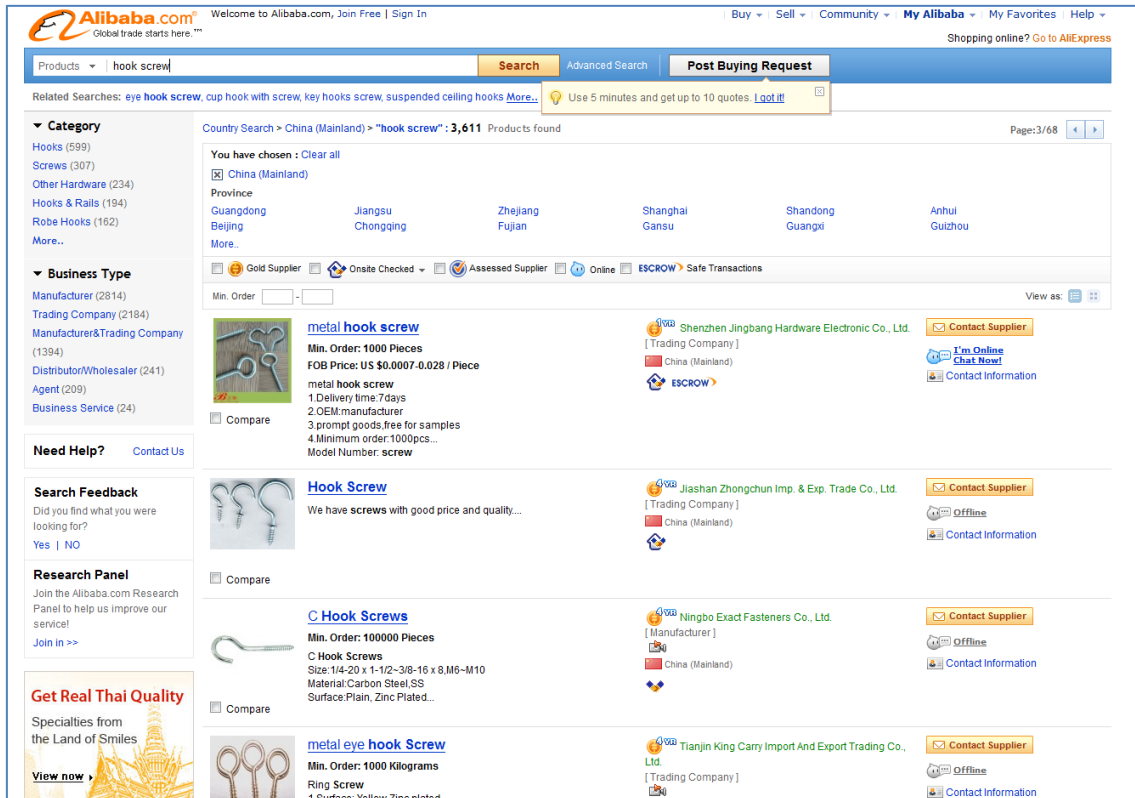 Alibaba.com®
Global trade starts here.™
Welcome to Alibaba.com, Join Free | Sign In
Buy Sell Community My Alibaba My Favorites Help
Shopping online? Go to AliExpress
Products hook screw Search Advanced Search Post Buying Request
Related Searches: eye hook screw, cup hook with screw, key hooks screw, suspended ceiling hooks More..
Use 5 minutes and get up to 10 quotes. I got it!
Category
Hooks (599)
Screws (307)
Other Hardware (234)
Hooks & Rails (194)
Robe Hooks (162)
More..
Business Type
Manufacturer (2814)
Trading Company (2184)
Manufacturer&Trading Company
(1394)
Distributor/Wholesaler (241)
Agent (209)
Business Service (24)
Need Help? Contact Us
Search Feedback
Did you find what you were
looking for?
Yes | NO
Research Panel
Join the Alibaba.com Research
Panel to help us improve our
service!
Join in >>
Get Real Thai Quality
Specialties from
the Land of Smiles
View now
Country Search > China (Mainland) > "hook screw" : 3,611 Products found
Page:3/68
You have chosen : Clear all
China (Mainland)
Province
Guangdong Jiangsu Zhejiang Shanghai Shandong Anhui
Beijing Chongqing Fujian Gansu Guangxi Guizhou
More..
Gold Supplier Onsite Checked Assessed Supplier Online ESCROW Safe Transactions
Min. Order - View as:
metal hook screw
Min. Order: 1000 Pieces
FOB Price: US $0.0007-0.028 / Piece
metal hook screw
1.Delivery time:7days
2.OEM:manufacturer
3.prompt goods,free for samples
4.Minimum order:1000pcs...
Model Number: screw
Compare
1YR Shenzhen Jingbang Hardware Electronic Co., Ltd.
[ Trading Company ]
China (Mainland)
ESCROW
Contact Supplier
I'm Online
Chat Now!
Contact Information
Hook Screw
We have screws with good price and quality....
Compare
4YR Jiashan Zhongchun Imp. & Exp. Trade Co., Ltd.
[ Trading Company ]
China (Mainland)
Contact Supplier
Offline
Contact Information
C Hook Screws
Min. Order: 100000 Pieces
C Hook Screws
Size:1/4-20 x 1-1/2~3/8-16 x 8,M6~M10
Material:Carbon Steel,SS
Surface:Plain, Zinc Plated...
Compare
4YR Ningbo Exact Fasteners Co., Ltd.
[ Manufacturer ]
China (Mainland)
Contact Supplier
Offline
Contact Information
metal eye hook Screw
Min. Order: 1000 Kilograms
Ring Screw
4YR Tianjin King Carry Import And Export Trading Co.,
Ltd.
[ Trading Company ]
Contact Supplier
Offline
Contact Information